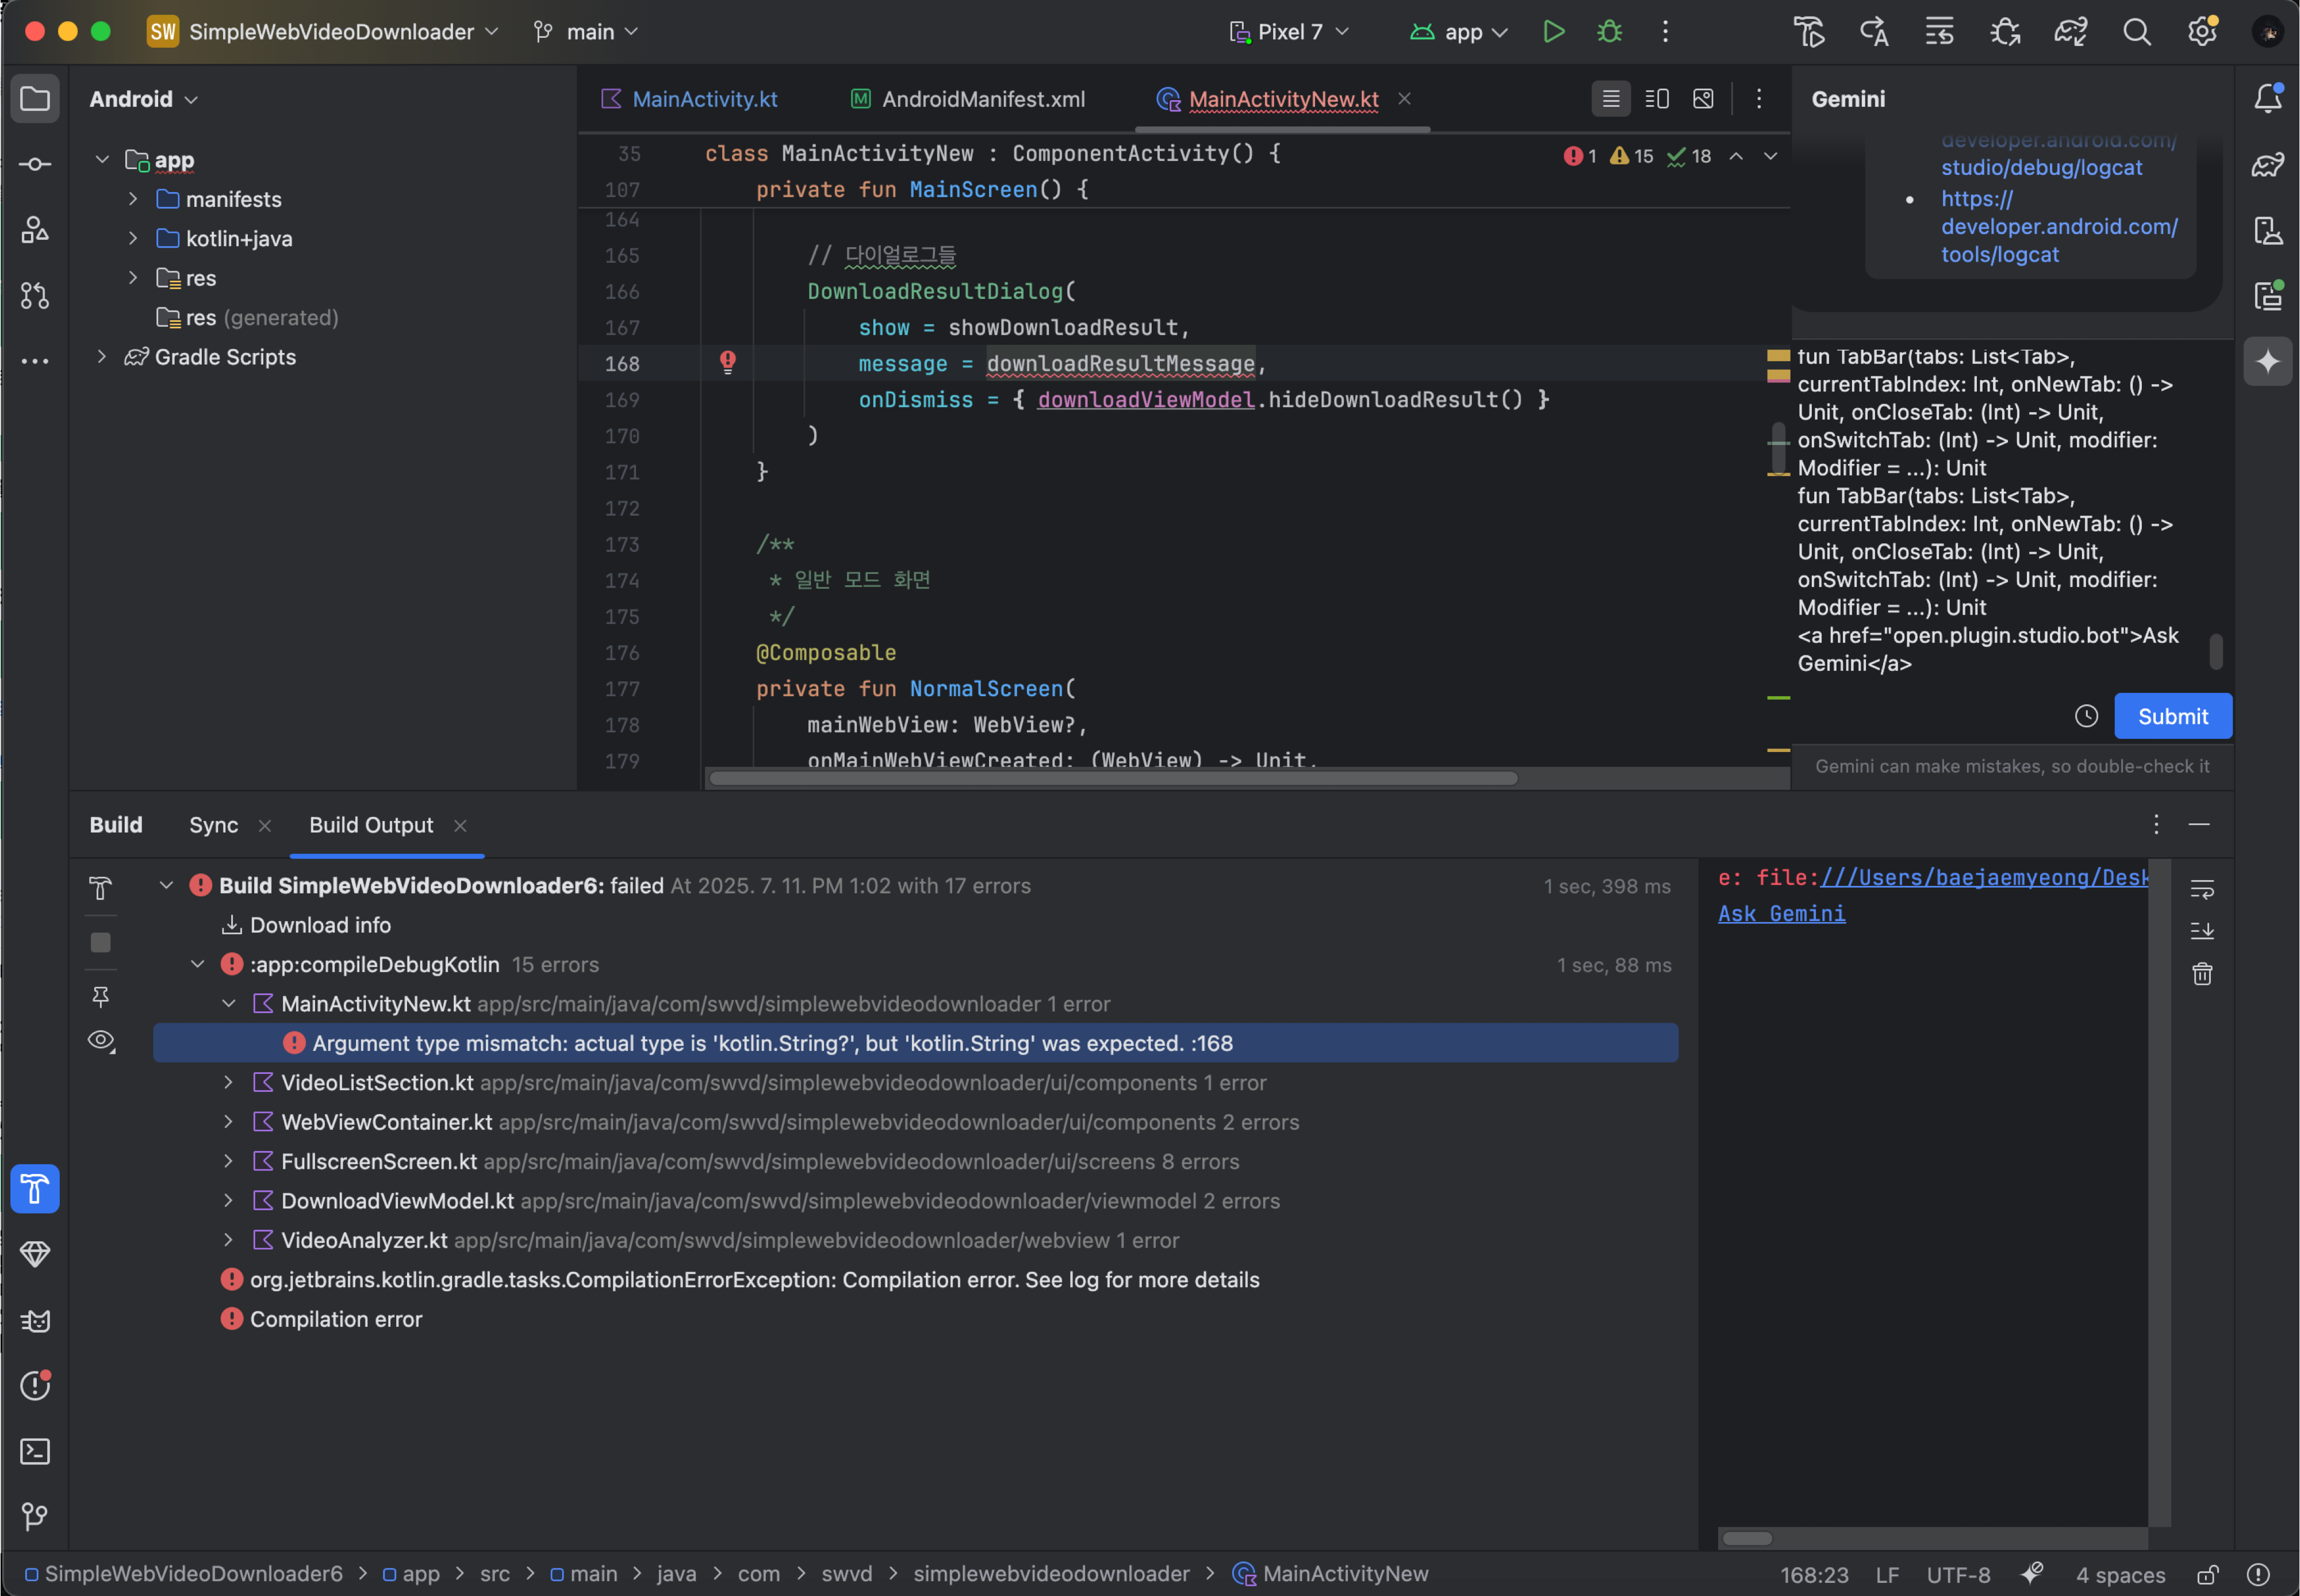 SW SimpleWebVideoDownloader main Pixel 7 app
Android
app
manifests
kotlin+java
res
res (generated)
Gradle Scripts
MainActivity.kt AndroidManifest.xml MainActivityNew.kt
1 15 18
35 class MainActivityNew : ComponentActivity() {
107 private fun MainScreen() {
164
165 // 다이얼로그들
166 DownloadResultDialog(
167 show = showDownloadResult,
168 message = downloadResultMessage,
169 onDismiss = { downloadViewModel.hideDownloadResult() }
170 )
171 }
172
173 /**
174 * 일반 모드 화면
175 */
176 @Composable
177 private fun NormalScreen(
178 mainWebView: WebView?,
179 onMainWebViewCreated: (WebView) -> Unit,
Gemini
developer.android.com/
studio/debug/logcat
• https://
developer.android.com/
tools/logcat
fun TabBar(tabs: List<Tab>,
currentTabIndex: Int, onNewTab: () ->
Unit, onCloseTab: (Int) -> Unit,
onSwitchTab: (Int) -> Unit, modifier:
Modifier = ...): Unit
fun TabBar(tabs: List<Tab>,
currentTabIndex: Int, onNewTab: () ->
Unit, onCloseTab: (Int) -> Unit,
onSwitchTab: (Int) -> Unit, modifier:
Modifier = ...): Unit
<a href="open.plugin.studio.bot">Ask
Gemini</a>
Submit
Gemini can make mistakes, so double-check it
Build Sync Build Output
Build SimpleWebVideoDownloader6: failed At 2025. 7. 11. PM 1:02 with 17 errors 1 sec, 398 ms
Download info
:app:compileDebugKotlin 15 errors 1 sec, 88 ms
MainActivityNew.kt app/src/main/java/com/swvd/simplewebvideodownloader 1 error
Argument type mismatch: actual type is 'kotlin.String?', but 'kotlin.String' was expected. :168
VideoListSection.kt app/src/main/java/com/swvd/simplewebvideodownloader/ui/components 1 error
WebViewContainer.kt app/src/main/java/com/swvd/simplewebvideodownloader/ui/components 2 errors
FullscreenScreen.kt app/src/main/java/com/swvd/simplewebvideodownloader/ui/screens 8 errors
DownloadViewModel.kt app/src/main/java/com/swvd/simplewebvideodownloader/viewmodel 2 errors
VideoAnalyzer.kt app/src/main/java/com/swvd/simplewebvideodownloader/webview 1 error
org.jetbrains.kotlin.gradle.tasks.CompilationErrorException: Compilation error. See log for more details
Compilation error
e: file:///Users/baejaemyeong/Desk
Ask Gemini
SimpleWebVideoDownloader6 > app > src > main > java > com > swvd > simplewebvideodownloader > MainActivityNew 168:23 LF UTF-8 4 spaces